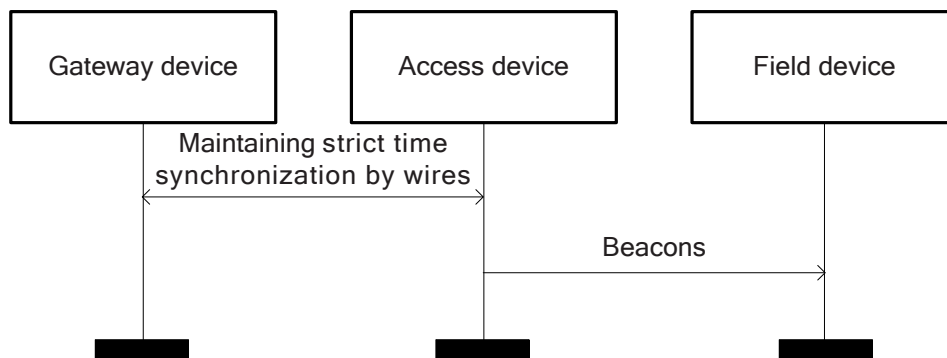 Gateway device
Access device
Field device
Maintaining strict time
synchronization by wires
Beacons